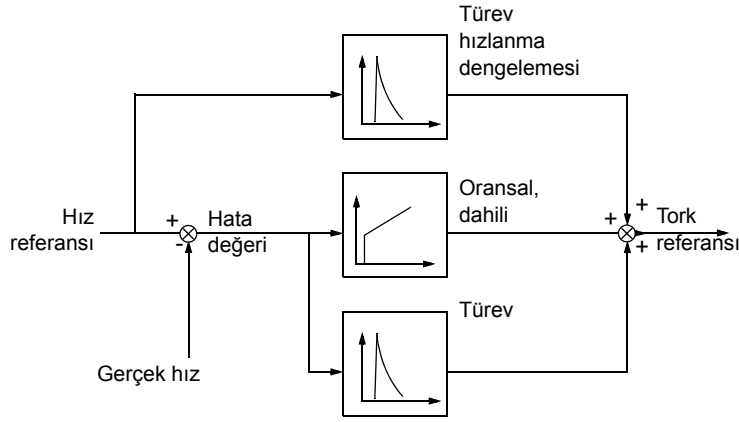 Türev
hızlanma
dengelemesi
Oransal,
dahili
+
+
Hız
referansı
+
-
Hata
değeri
Tork
referansı
+
Türev
Gerçek hız